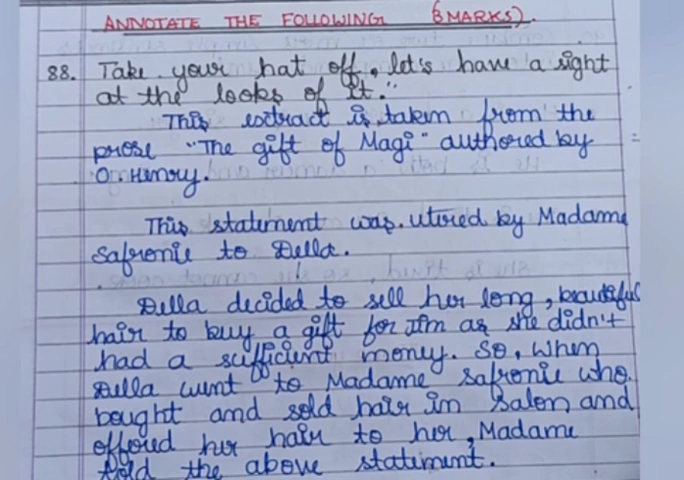 ANNOTATE THE FOLLOWING (3 MARKS).
88. Take your hat off, let's have a sight
at the looks of it."
This extract is taken from the
prose "The gift of Magi" authored by
O. Henry.
This statement was utored by Madame
Safronie to Della.
Della decided to sell her long, beautiful
hair to buy a gift for Jim as she didn't
had a sufficient money. So, when
Della went to Madame Safronie who
bought and sold hair in Salon and
offored her hair to her, Madame
told the above statement.